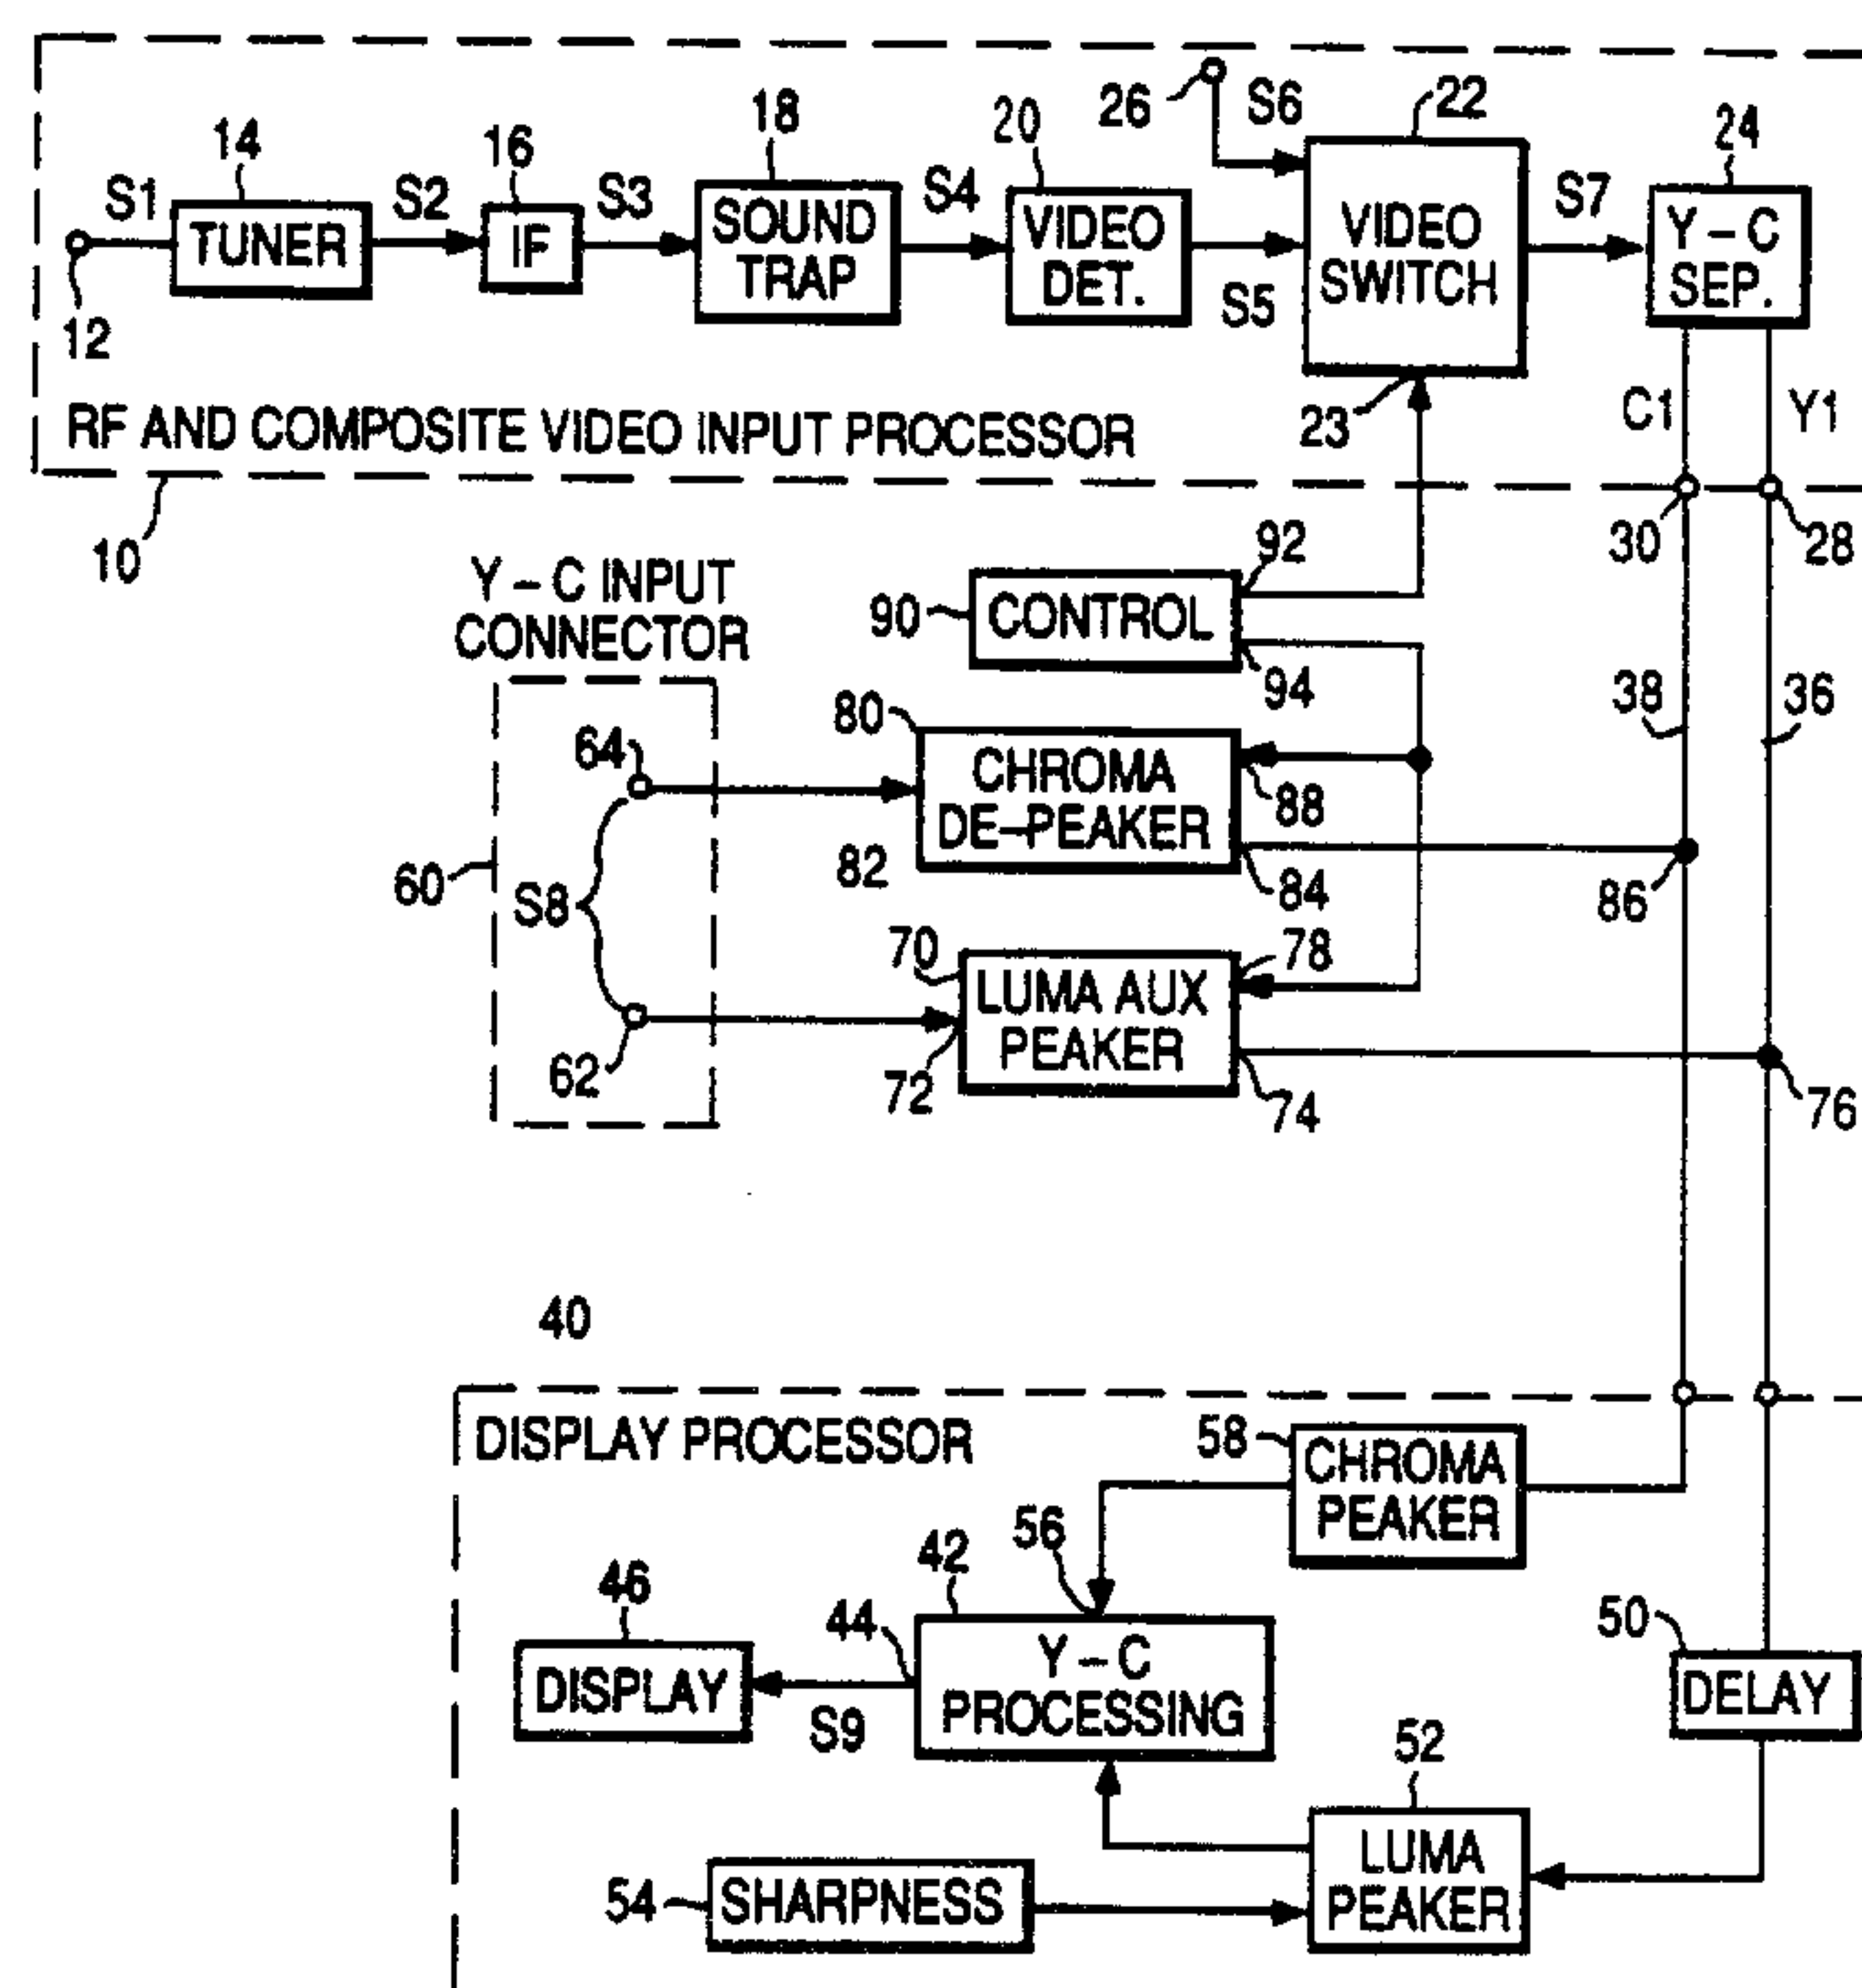 26
S6
22
24
14
16
18
20
S1
S2
S3
S4
S7
TUNER
IF
SOUND
TRAP
VIDEO
DET.
VIDEO
SWITCH
Y – C
SEP.
S5
12
23
C1
Y1
RF AND COMPOSITE VIDEO INPUT PROCESSOR
10
30
28
Y – C INPUT
CONNECTOR
90
CONTROL
92
94
38
36
80
64
CHROMA
DE–PEAKER
88
82
84
86
60
S8
70
78
LUMA AUX
PEAKER
62
72
74
76
40
DISPLAY PROCESSOR
58
CHROMA
PEAKER
56
42
46
44
50
DISPLAY
S9
Y – C
PROCESSING
DELAY
52
54
SHARPNESS
LUMA
PEAKER